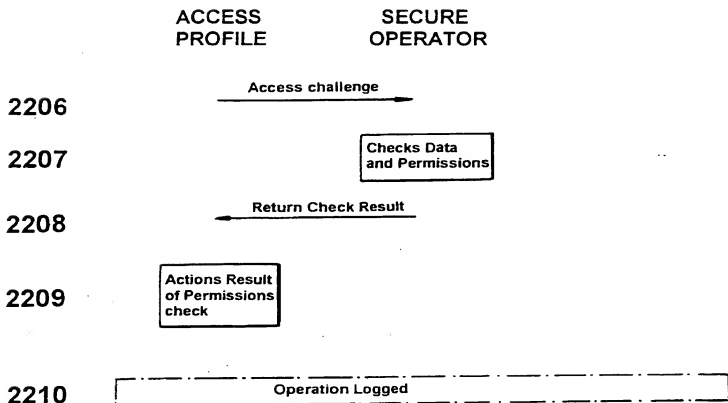 ACCESS PROFILE
SECURE OPERATOR
2206
Access challenge
2207
Checks Data
and Permissions
2208
Return Check Result
2209
Actions Result
of Permissions
check
2210
Operation Logged